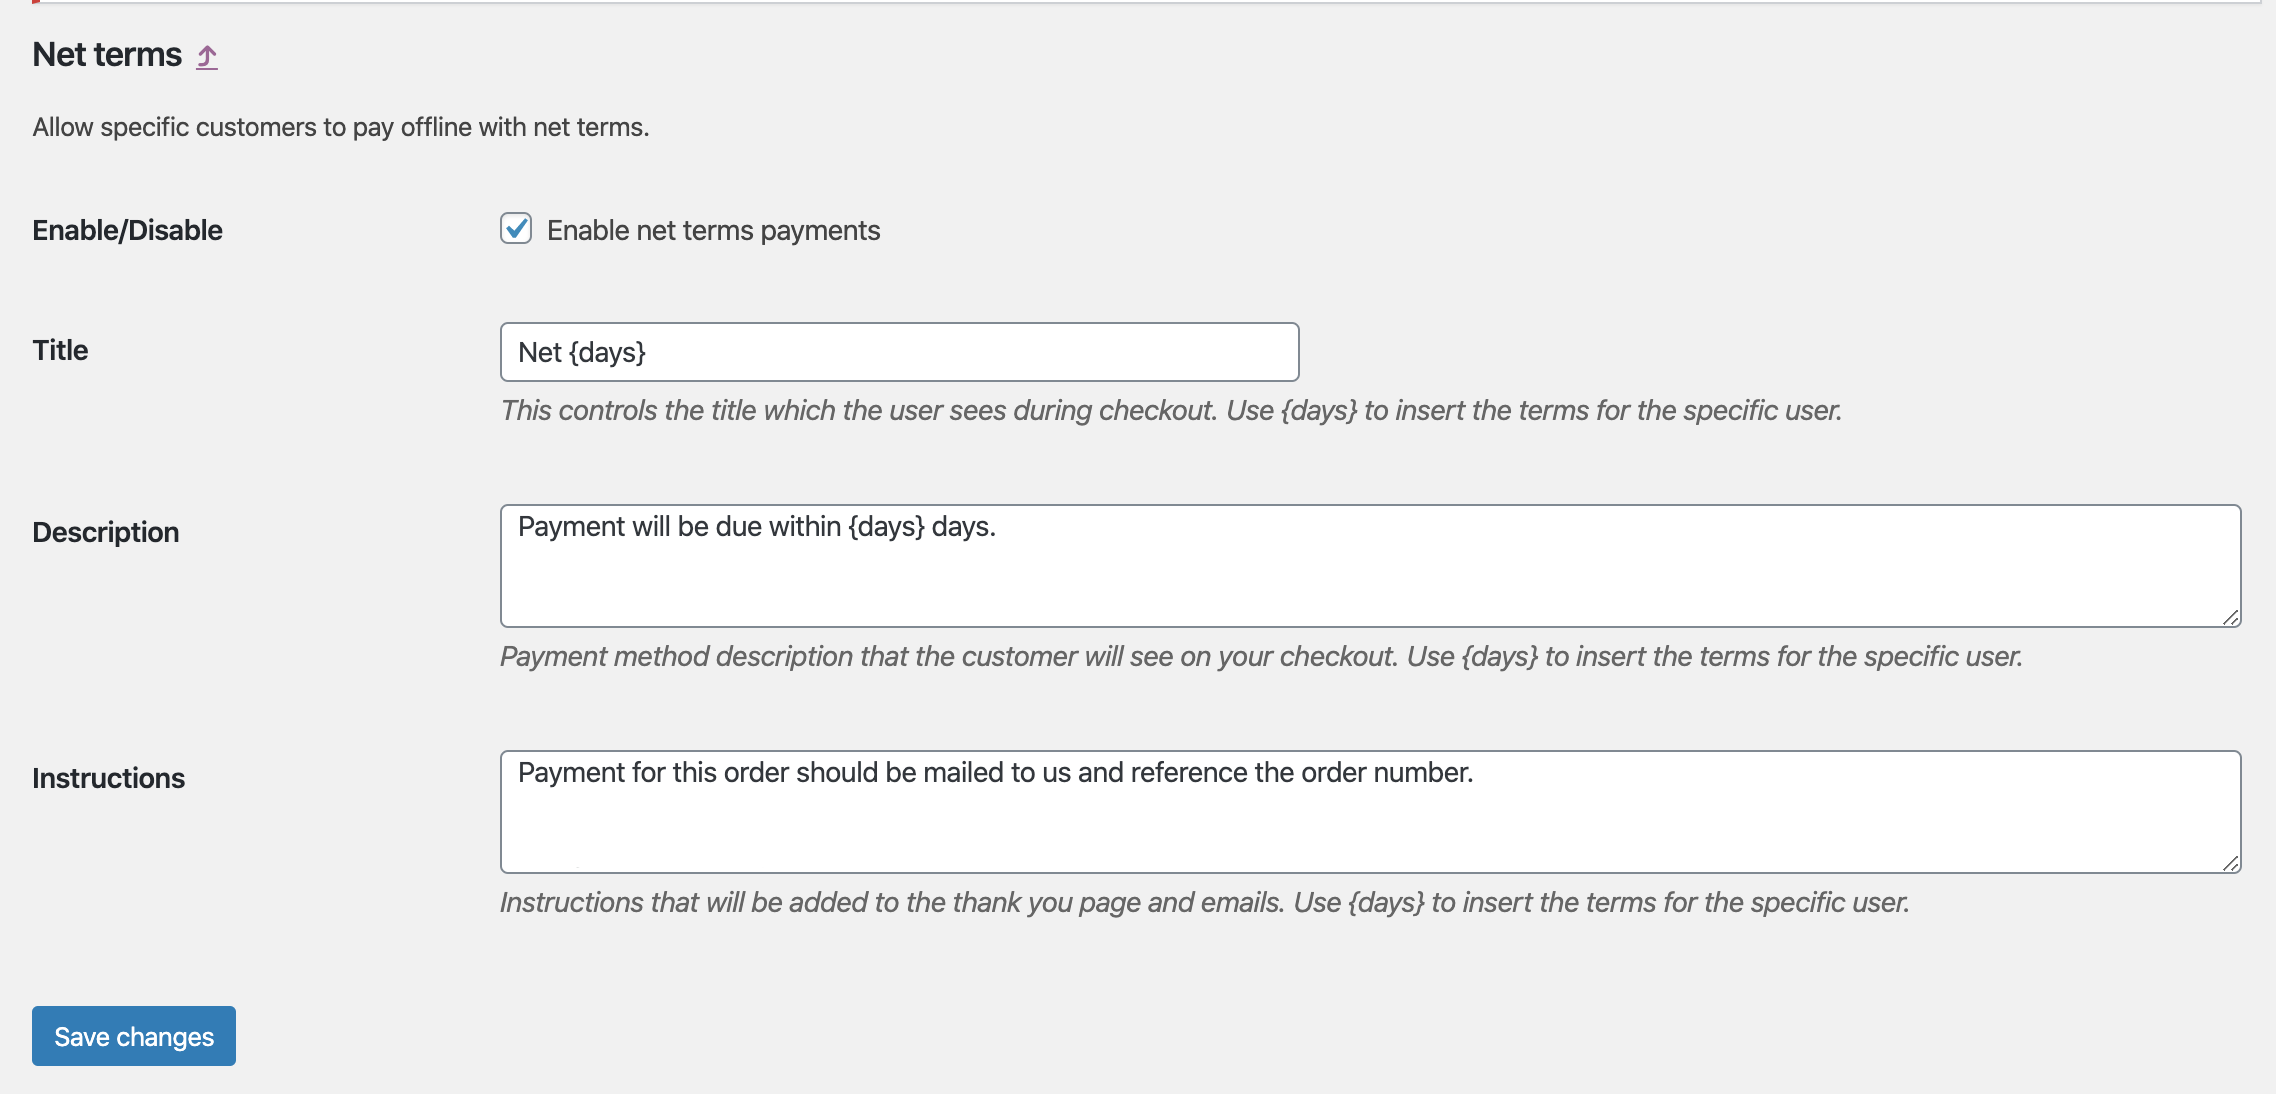 Net terms
Allow specific customers to pay offline with net terms.
Enable/Disable
Enable net terms payments
Title
Net {days}
This controls the title which the user sees during checkout. Use {days} to insert the terms for the specific user.
Description
Payment will be due within {days} days.
Payment method description that the customer will see on your checkout. Use {days} to insert the terms for the specific user.
Instructions
Payment for this order should be mailed to us and reference the order number.
Instructions that will be added to the thank you page and emails. Use {days} to insert the terms for the specific user.
Save changes